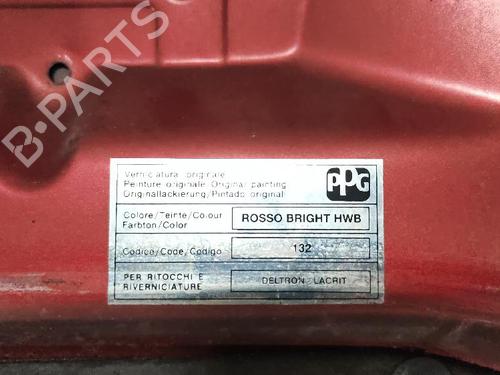 B-PARTS
Verniciatura originale
Peinture originale/Original painting
Originallackierung/Pintado original
PPG
Colore/Teinte/Colour
Farbton/Color
ROSSO BRIGHT HWB
Codice/Code/Codigo
132
PER RITOCCHI E
RIVERNICIATURE
DELTRON/LACRIT